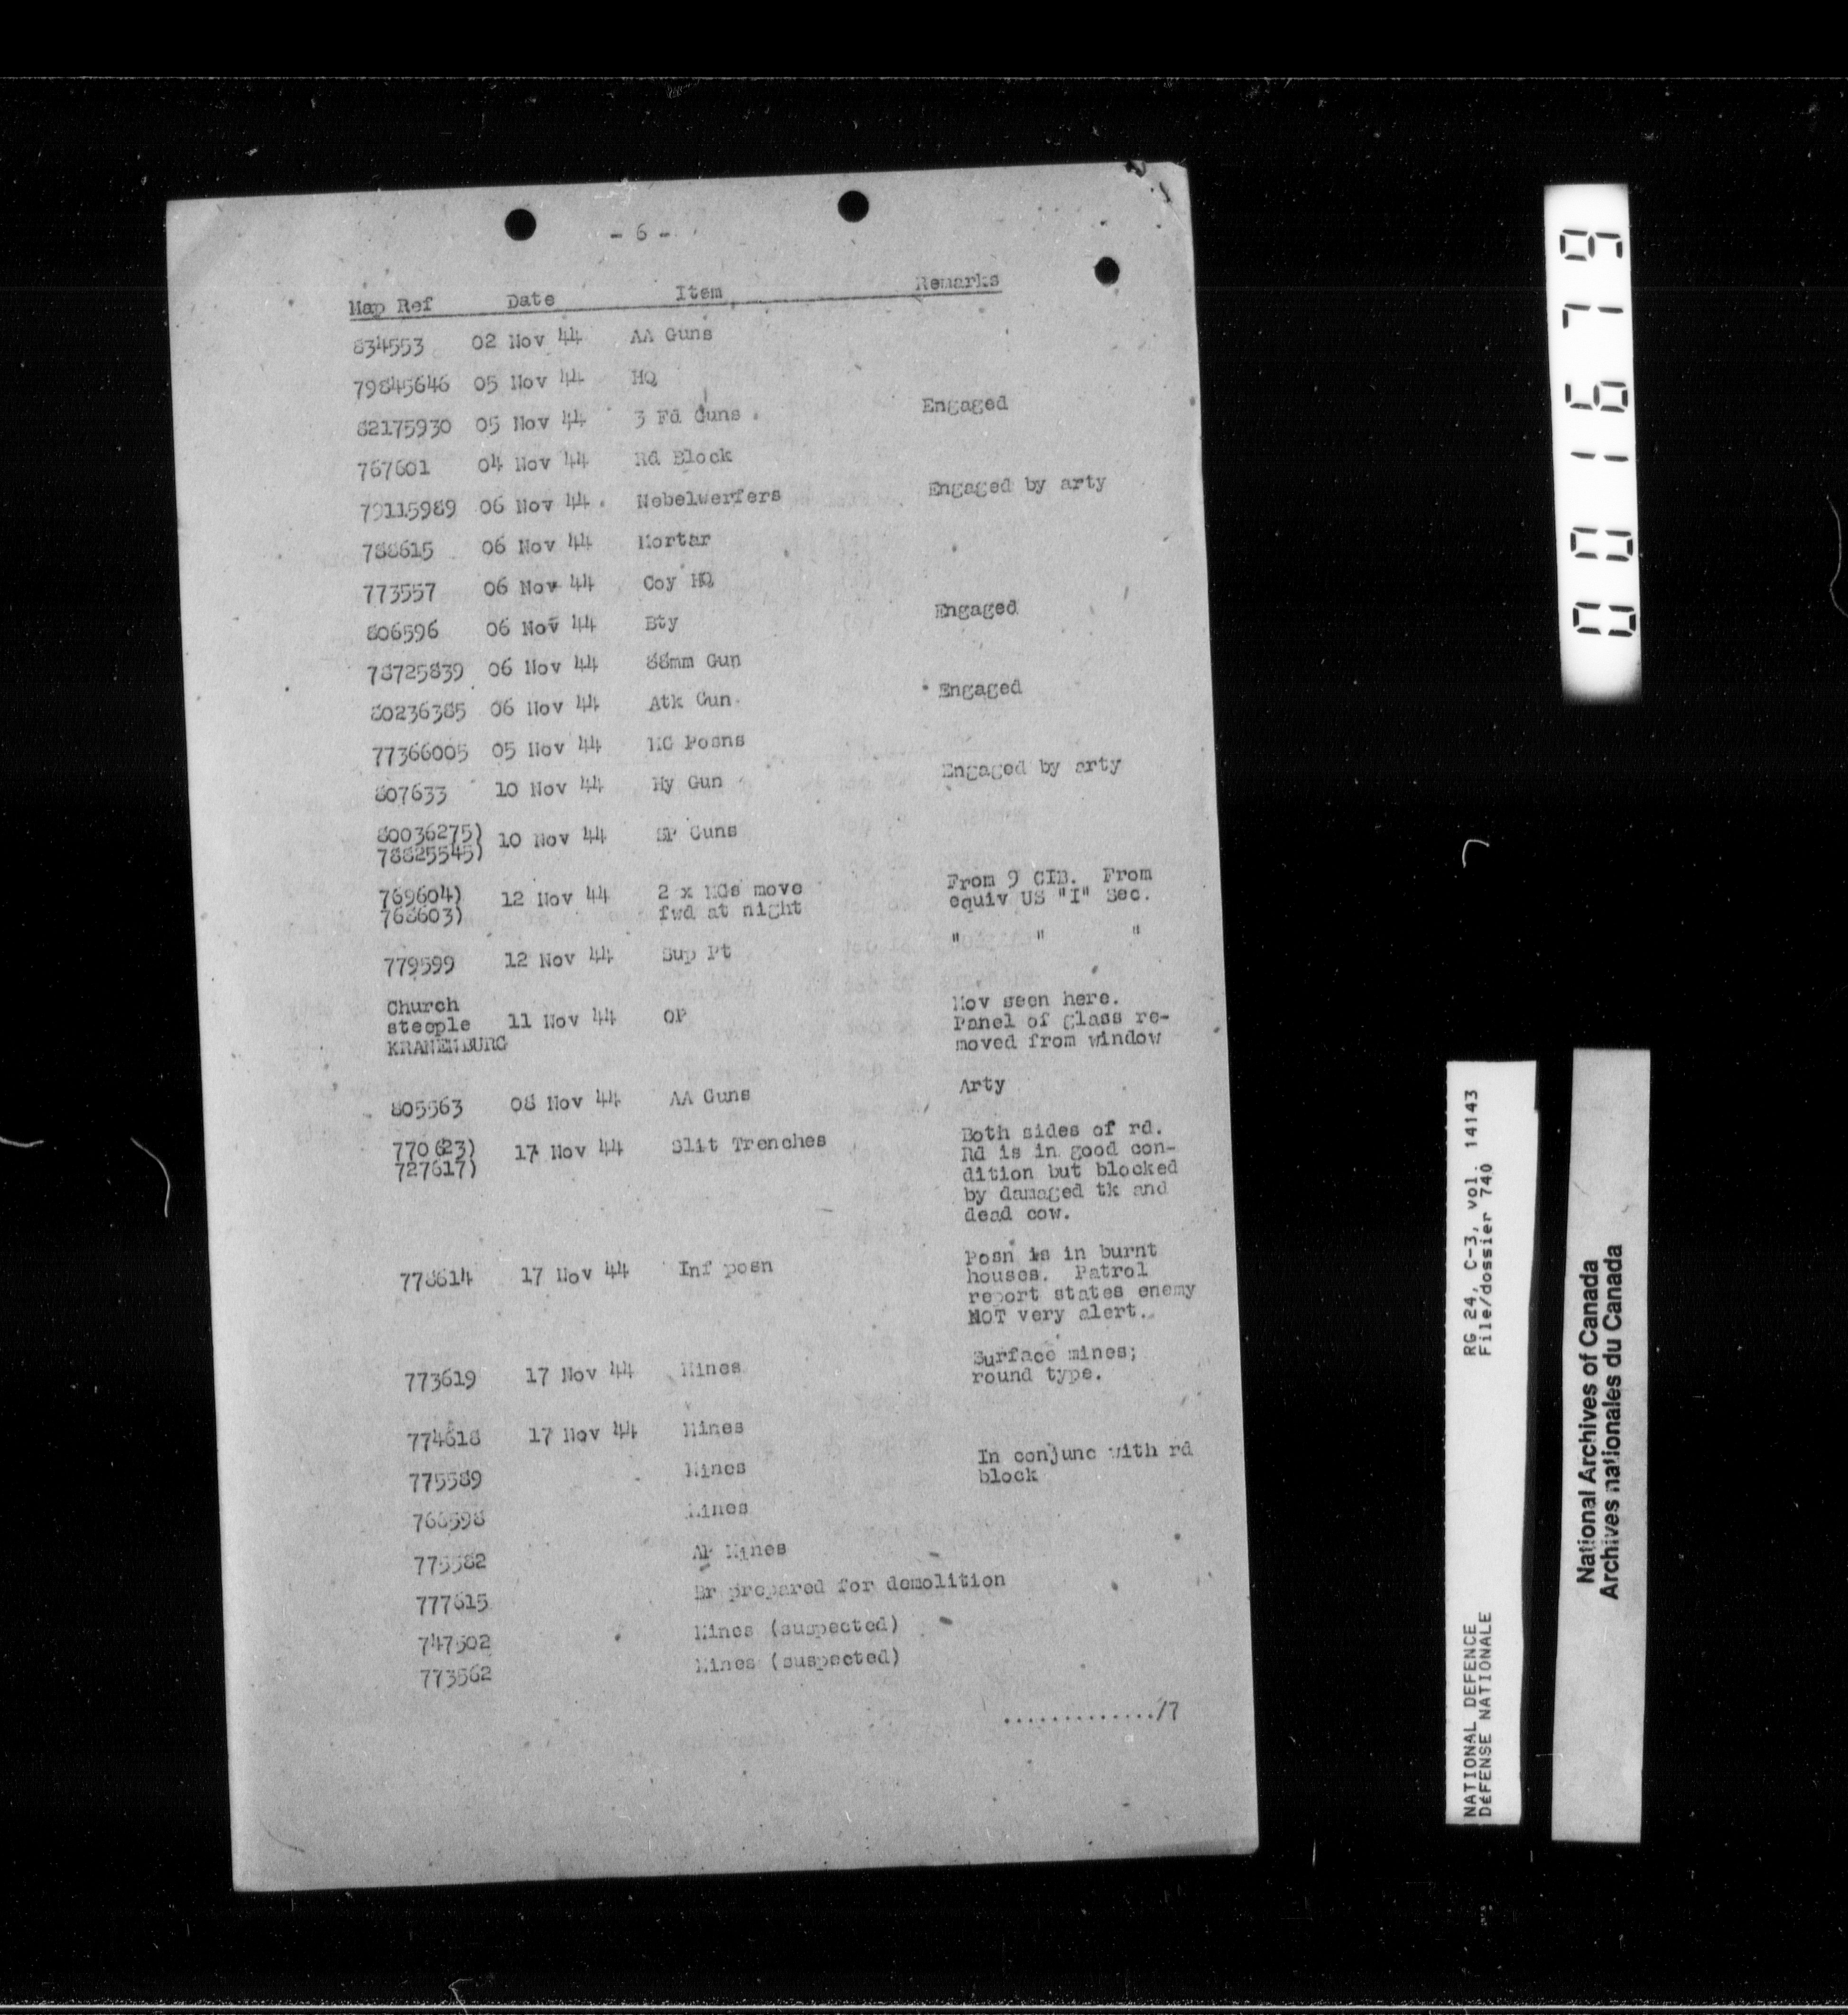 - 6 -
Map Ref Date Item Remarks
834553 02 Nov 44 AA Guns
79845646 05 Nov 44 HQ
82175930 05 Nov 44 3 Fd Guns Engaged
767601 04 Nov 44 Rd Block
79115989 06 Nov 44 Nebelwerfers Engaged by arty
788615 06 Nov 44 Mortar
773557 06 Nov 44 Coy HQ
806596 06 Nov 44 Bty Engaged
78725839 06 Nov 44 88mm Gun
80236385 06 Nov 44 Atk Gun Engaged
77366005 05 Nov 44 MG Posns
807633 10 Nov 44 Hy Gun Engaged by arty
80036275)
78825545) 10 Nov 44 SP Guns
769604) 12 Nov 44 2 x MGs move From 9 CIB. From
768603) fwd at night equiv US "I" Sec.
779599 12 Nov 44 Sup Pt " " "
Church Mov seen here.
steeple 11 Nov 44 OP Panel of glass re-
KRANENBURG moved from window
805563 08 Nov 44 AA Guns Arty
770623) 17 Nov 44 Slit Trenches Both sides of rd.
727617) Rd is in good con-
dition but blocked
by damaged tk and
dead cow.
778614 17 Nov 44 Inf posn Posn is in burnt
houses. Patrol
report states enemy
NOT very alert.
773619 17 Nov 44 Mines Surface mines;
round type.
774618 17 Nov 44 Mines
775589 Mines In conjunc with rd
block
768598 Mines
775582 AP Mines
777615 Br prepared for demolition
747502 Mines (suspected)
773562 Mines (suspected)
............./7
001679
NATIONAL DEFENCE RG 24, C-3, vol. 14143
DÉFENSE NATIONALE File/dossier 740
National Archives of Canada
Archives nationales du Canada